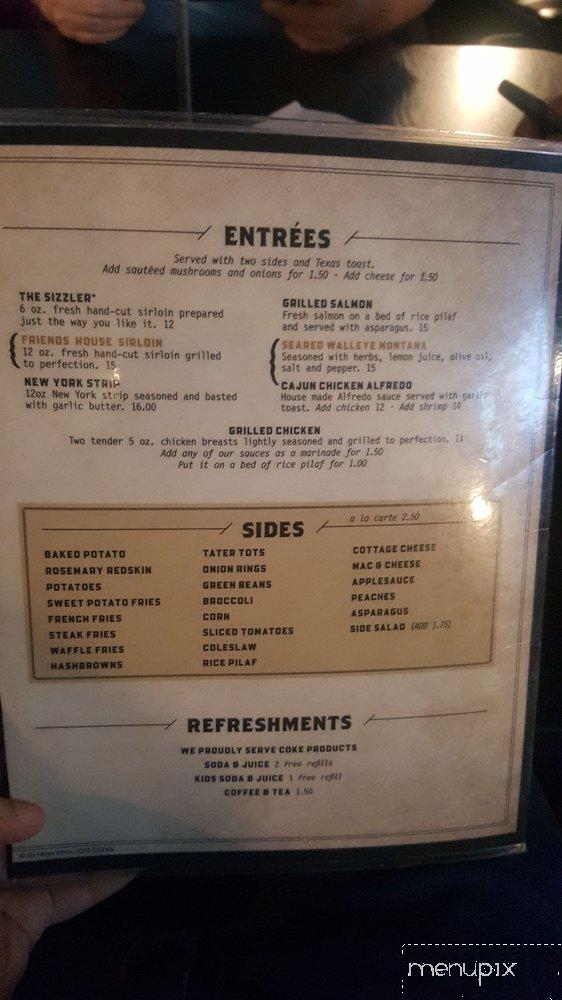 ENTRÉES
Served with two sides and Texas toast.
Add sautéed mushrooms and onions for 1.50 · Add cheese for 1.50
THE SIZZLER*
6 oz. fresh hand-cut sirloin prepared
just the way you like it. 12
FRIENDS HOUSE SIRLOIN
12 oz. fresh hand-cut sirloin grilled
to perfection. 15
NEW YORK STRIP
12oz New York strip seasoned and basted
with garlic butter. 16.00
GRILLED SALMON
Fresh salmon on a bed of rice pilaf
and served with asparagus. 15
SEARED WALLEYE MONTANA
Seasoned with herbs, lemon juice, olive oil,
salt and pepper. 15
CAJUN CHICKEN ALFREDO
House made Alfredo sauce served with garlic
toast. Add chicken 12 · Add shrimp 14
GRILLED CHICKEN
Two tender 5 oz. chicken breasts lightly seasoned and grilled to perfection. 11
Add any of our sauces as a marinade for 1.50
Put it on a bed of rice pilaf for 1.00
SIDES
a la carte 2.50
BAKED POTATO
ROSEMARY REDSKIN
POTATOES
SWEET POTATO FRIES
FRENCH FRIES
STEAK FRIES
WAFFLE FRIES
HASHBROWNS
TATER TOTS
ONION RINGS
GREEN BEANS
BROCCOLI
CORN
SLICED TOMATOES
COLESLAW
RICE PILAF
COTTAGE CHEESE
MAC & CHEESE
APPLESAUCE
PEACHES
ASPARAGUS
SIDE SALAD (ADD 1.75)
REFRESHMENTS
WE PROUDLY SERVE COKE PRODUCTS
SODA & JUICE 2 Free refills
KIDS SODA & JUICE 1 Free refill
COFFEE & TEA 1.50
© US Foods Menu 2019
menupix